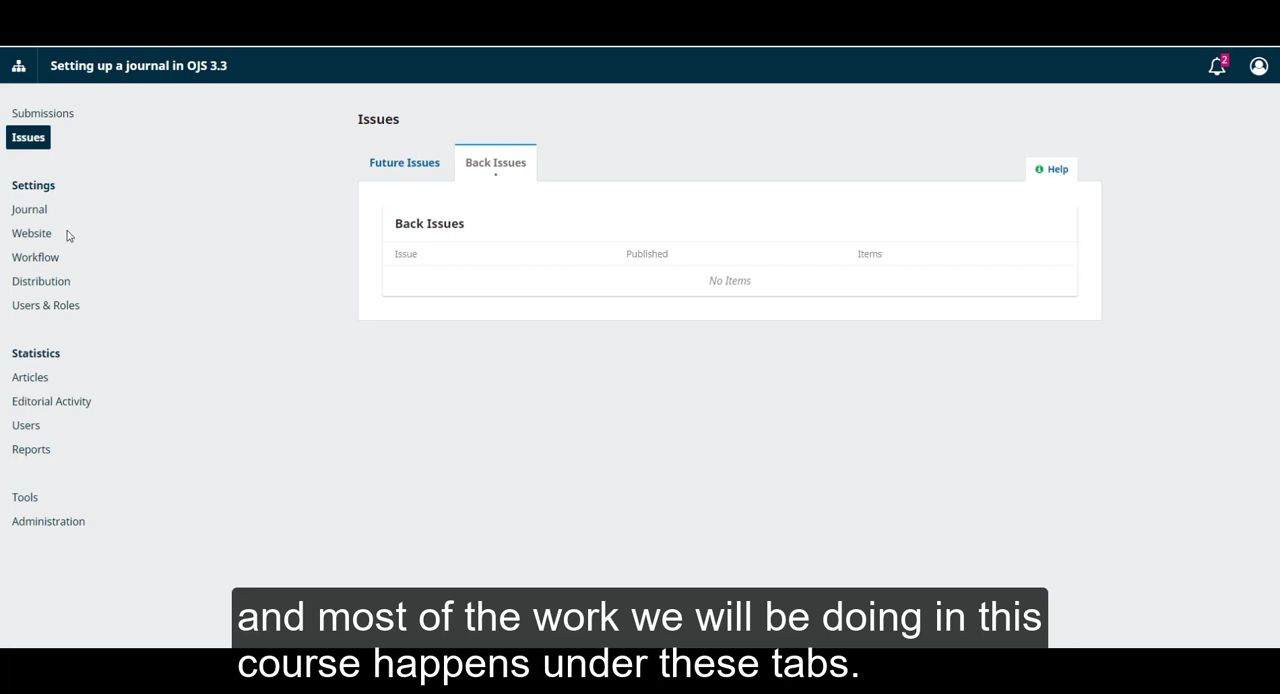 Setting up a journal in OJS 3.3
2
Submissions
Issues
Settings
Journal
Website
Workflow
Distribution
Users & Roles
Statistics
Articles
Editorial Activity
Users
Reports
Tools
Administration
Issues
Future Issues
Back Issues
Help
Back Issues
Issue Published Items
No Items
and most of the work we will be doing in this
course happens under these tabs.